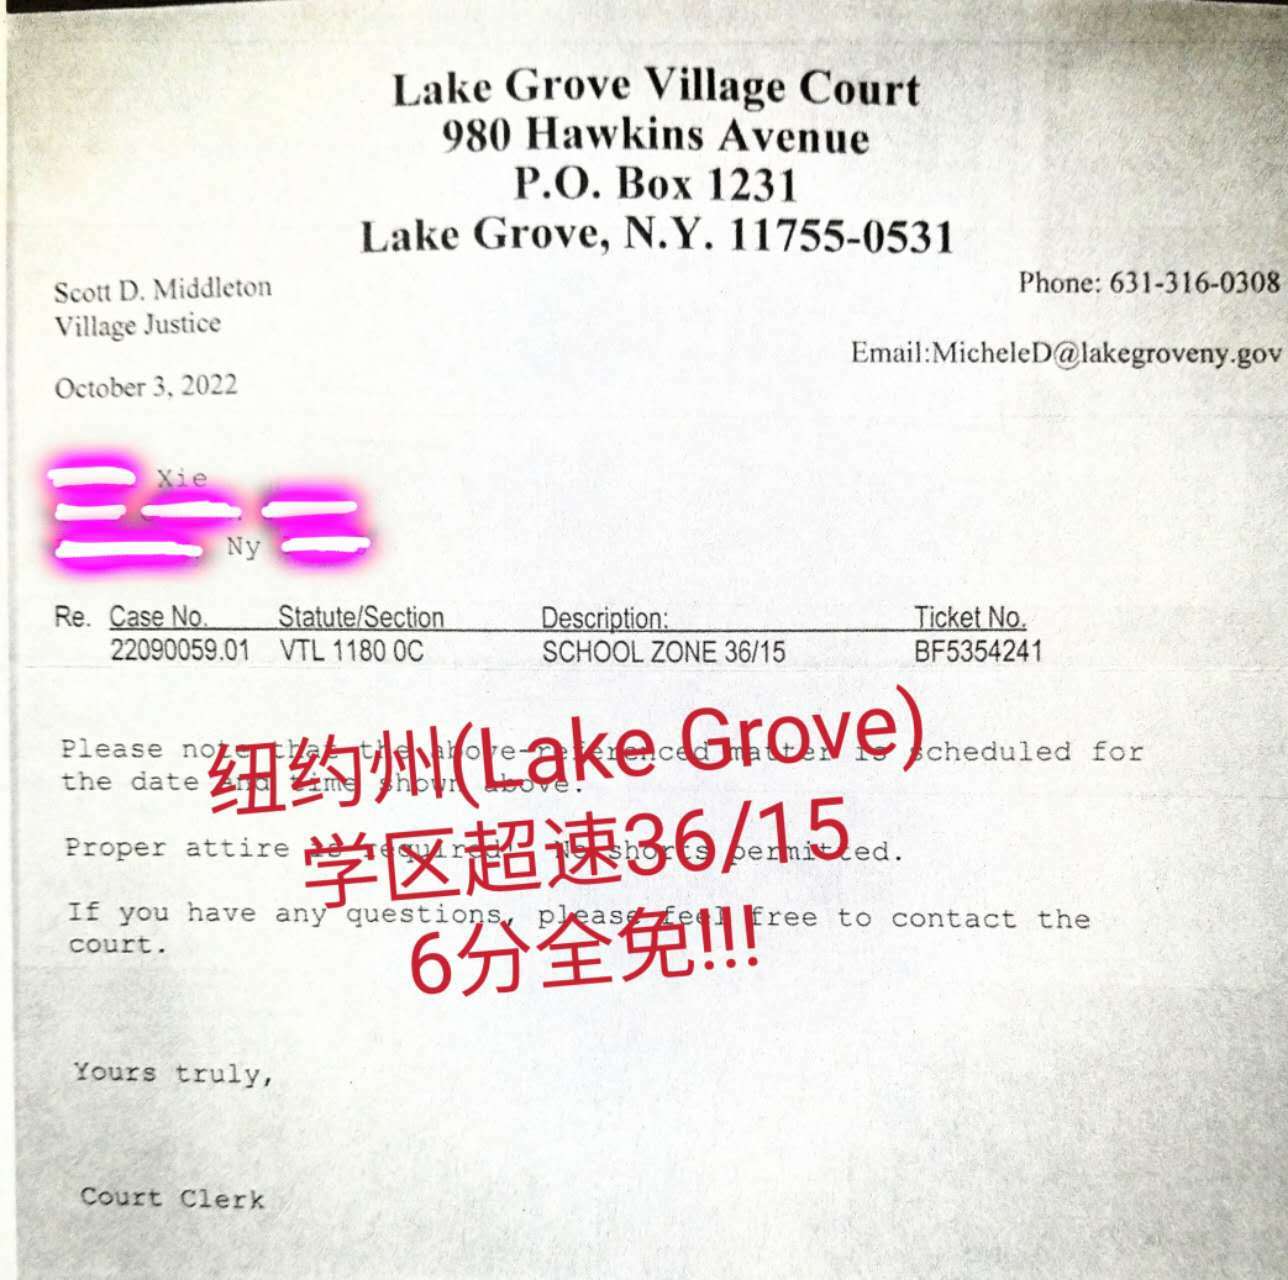 Lake Grove Village Court
980 Hawkins Avenue
P.O. Box 1231
Lake Grove, N.Y. 11755-0531
Scott D. Middleton
Village Justice
Phone: 631-316-0308
Email:MicheleD@lakegroveny.gov
October 3, 2022
Xie
Ny
Re. Case No. Statute/Section Description: Ticket No.
22090059.01 VTL 1180 0C SCHOOL ZONE 36/15 BF5354241
Please note that the above-referenced matter is scheduled for
the date and time shown above.
Proper attire is required! No shorts permitted.
If you have any questions, please feel free to contact the
court.
纽约州(Lake Grove)
学区超速36/15
6分全免!!!
Yours truly,
Court Clerk